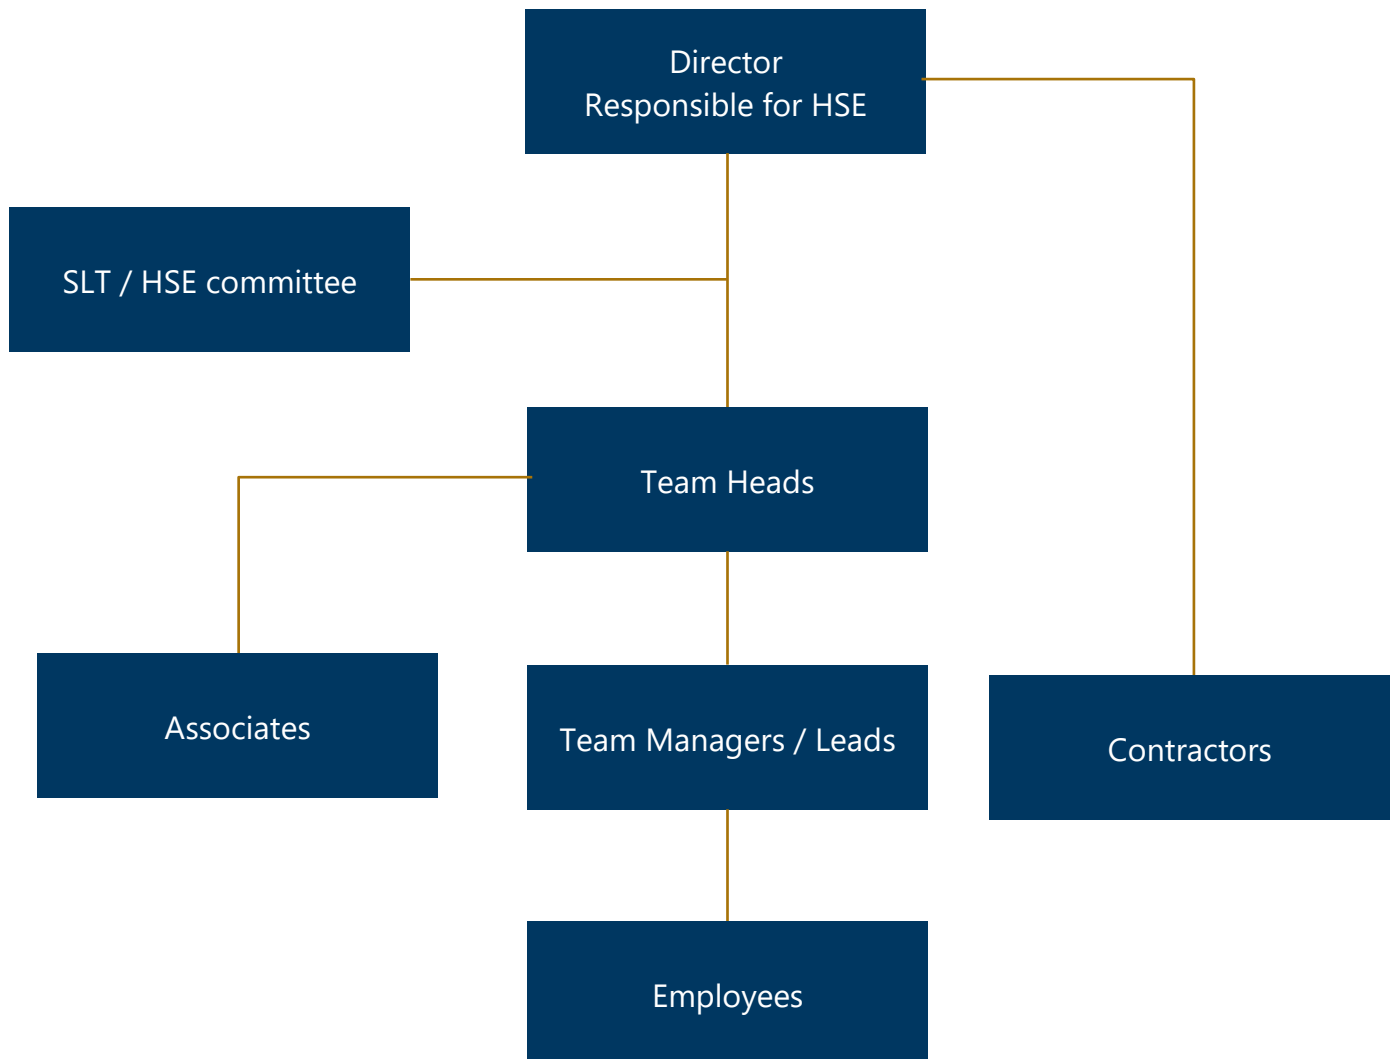 Director
Responsible for HSE
SLT / HSE committee
Team Heads
Associates
Team Managers / Leads
Contractors
Employees